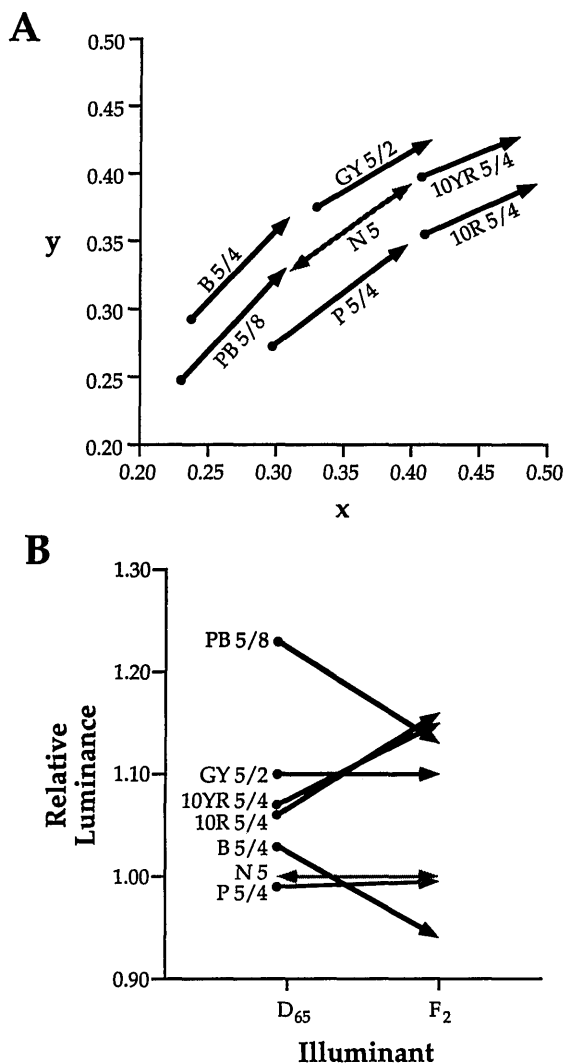 A
0.50
0.45
0.40
0.35
0.30
0.25
0.20
y
GY 5/2
10YR 5/4
B 5/4
N 5
10R 5/4
PB 5/8
P 5/4
0.20 0.25 0.30 0.35 0.40 0.45 0.50
x
B
1.30
1.20
1.10
1.00
0.90
Relative
Luminance
PB 5/8
GY 5/2
10YR 5/4
10R 5/4
B 5/4
N 5
P 5/4
D65 F2
Illuminant